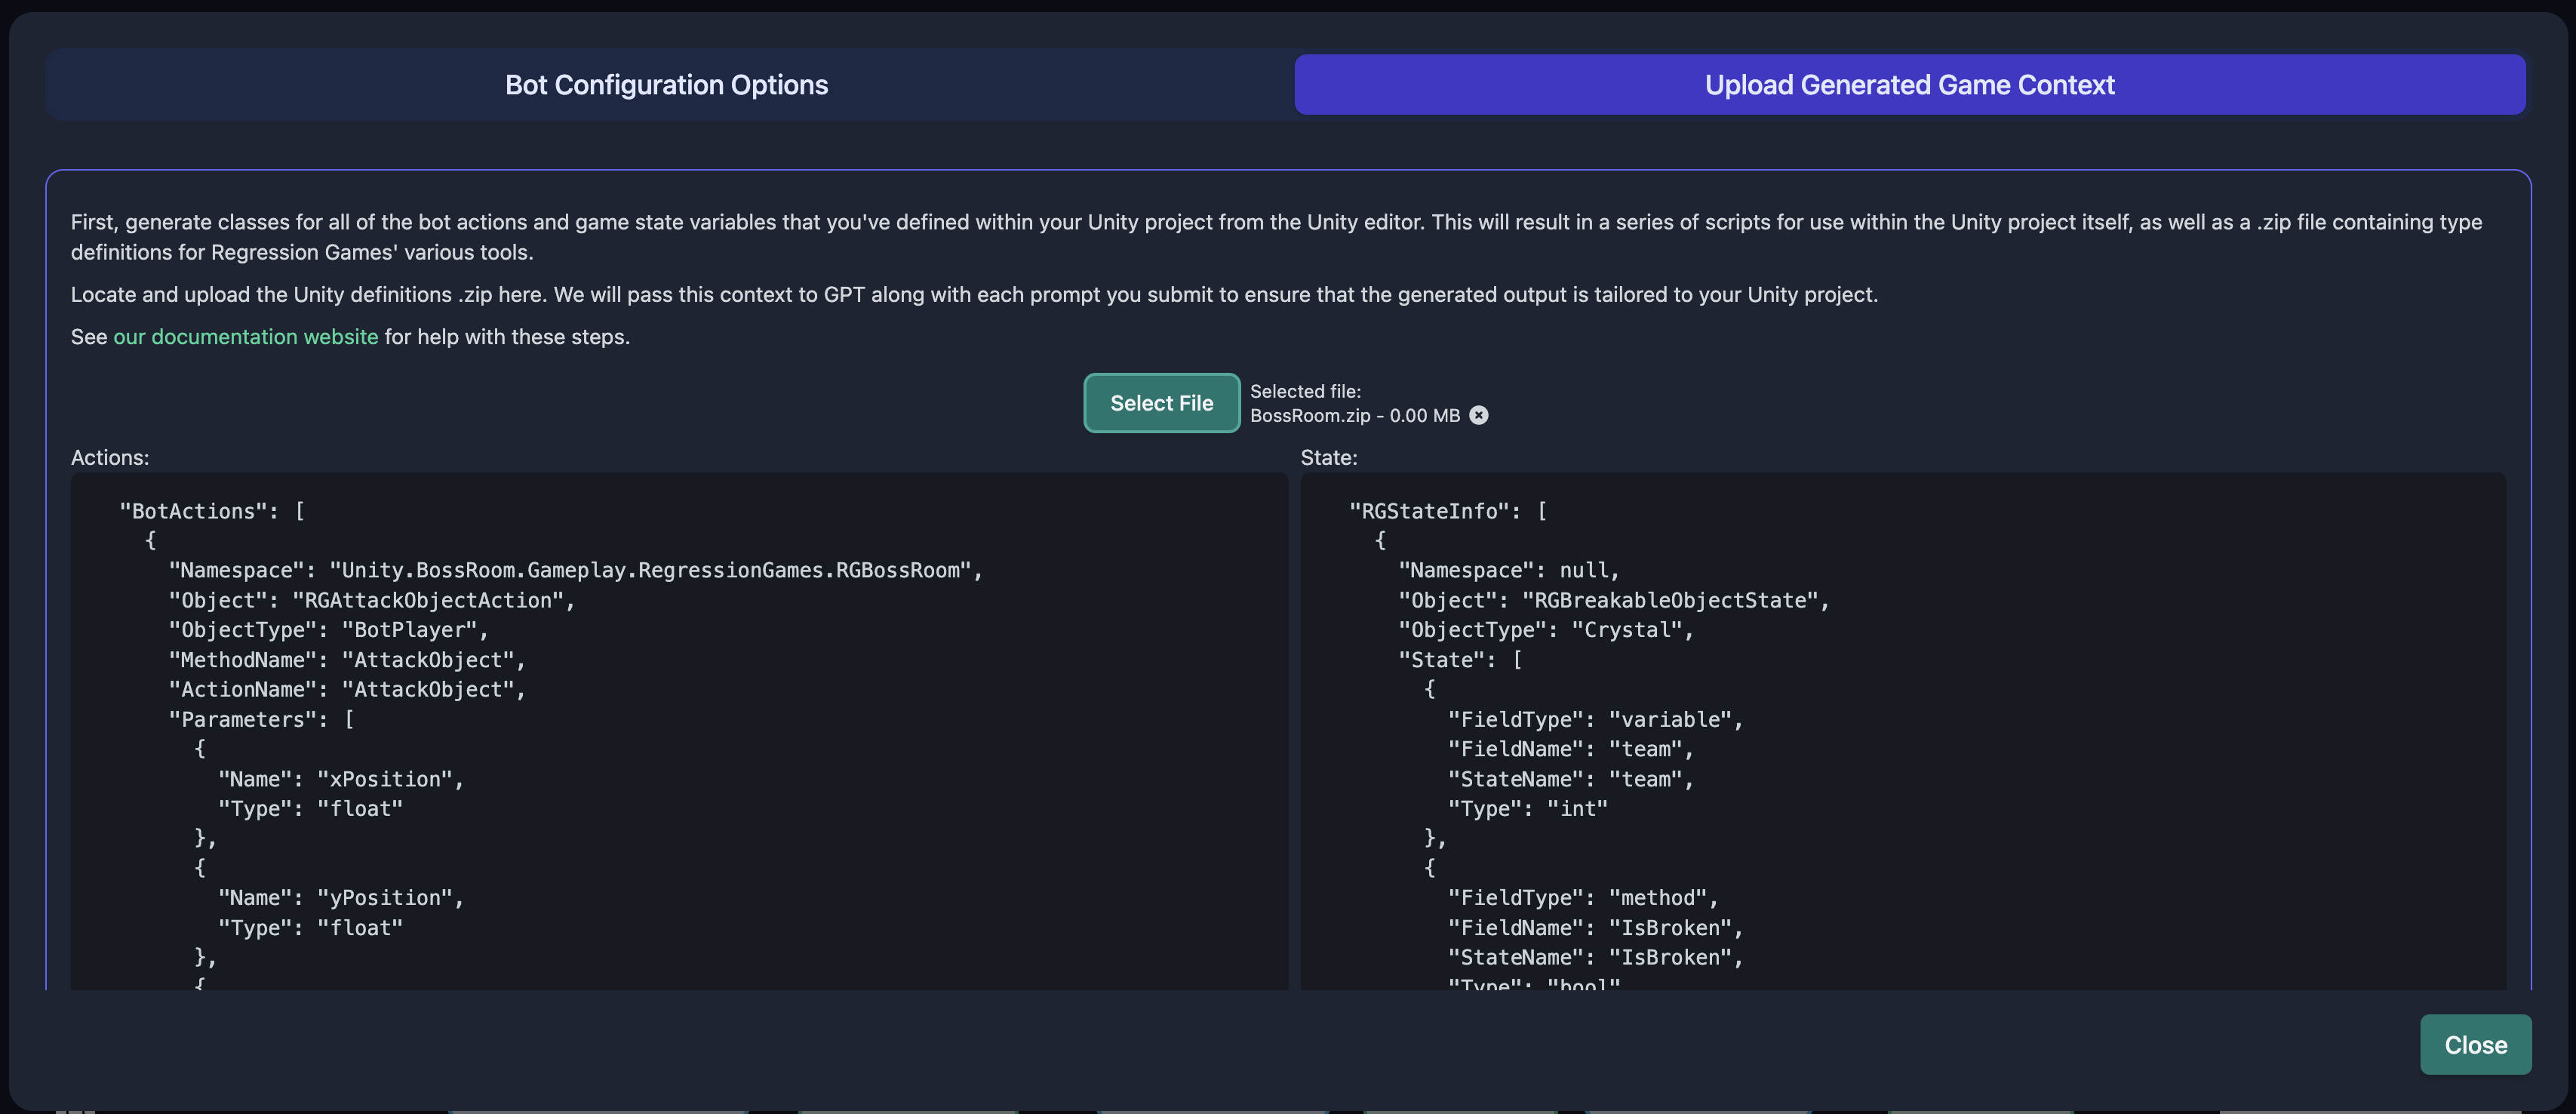 Bot Configuration Options
Upload Generated Game Context
First, generate classes for all of the bot actions and game state variables that you've defined within your Unity project from the Unity editor. This will result in a series of scripts for use within the Unity project itself, as well as a .zip file containing type
definitions for Regression Games' various tools.
Locate and upload the Unity definitions .zip here. We will pass this context to GPT along with each prompt you submit to ensure that the generated output is tailored to your Unity project.
See our documentation website for help with these steps.
Select File
Selected file:
BossRoom.zip - 0.00 MB
Actions:
"BotActions": [
{
"Namespace": "Unity.BossRoom.Gameplay.RegressionGames.RGBossRoom",
"Object": "RGAttackObjectAction",
"ObjectType": "BotPlayer",
"MethodName": "AttackObject",
"ActionName": "AttackObject",
"Parameters": [
{
"Name": "xPosition",
"Type": "float"
},
{
"Name": "yPosition",
"Type": "float"
},
{
State:
"RGStateInfo": [
{
"Namespace": null,
"Object": "RGBreakableObjectState",
"ObjectType": "Crystal",
"State": [
{
"FieldType": "variable",
"FieldName": "team",
"StateName": "team",
"Type": "int"
},
{
"FieldType": "method",
"FieldName": "IsBroken",
"StateName": "IsBroken",
"Type": "bool"
Close